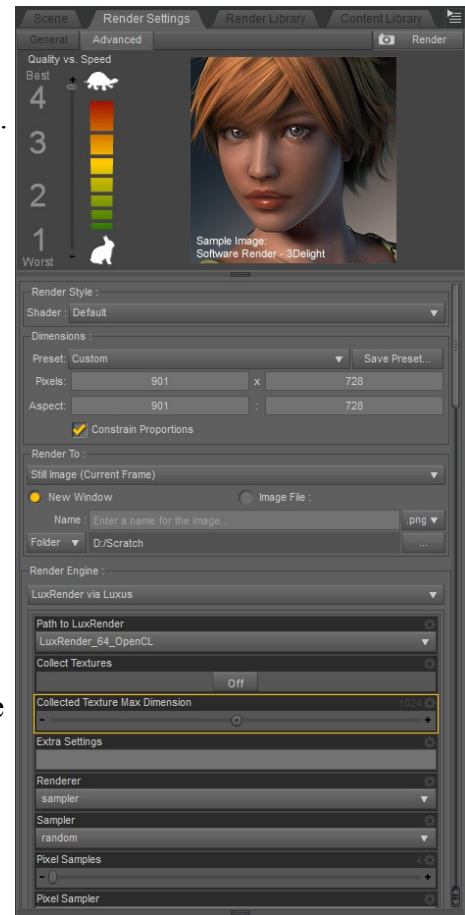 Scene Render Settings Render Library Content Library
General Advanced Render
Quality vs. Speed
Best
4
3
2
1
Worst
+
-
Sample Image:
Software Render - 3Delight
Render Style :
Shader : Default
Dimensions :
Preset: Custom Save Preset...
Pixels: 901 x 728
Aspect: 901 : 728
Constrain Proportions
Render To :
Still Image (Current Frame)
New Window Image File :
Name : Enter a name for the image... .png
Folder D:/Scratch ...
Render Engine :
LuxRender via Luxus
Path to LuxRender
LuxRender_64_OpenCL
Collect Textures
Off
Collected Texture Max Dimension 1024
- +
Extra Settings
Renderer
sampler
Sampler
random
Pixel Samples 4
- +
Pixel Sampler
.
e